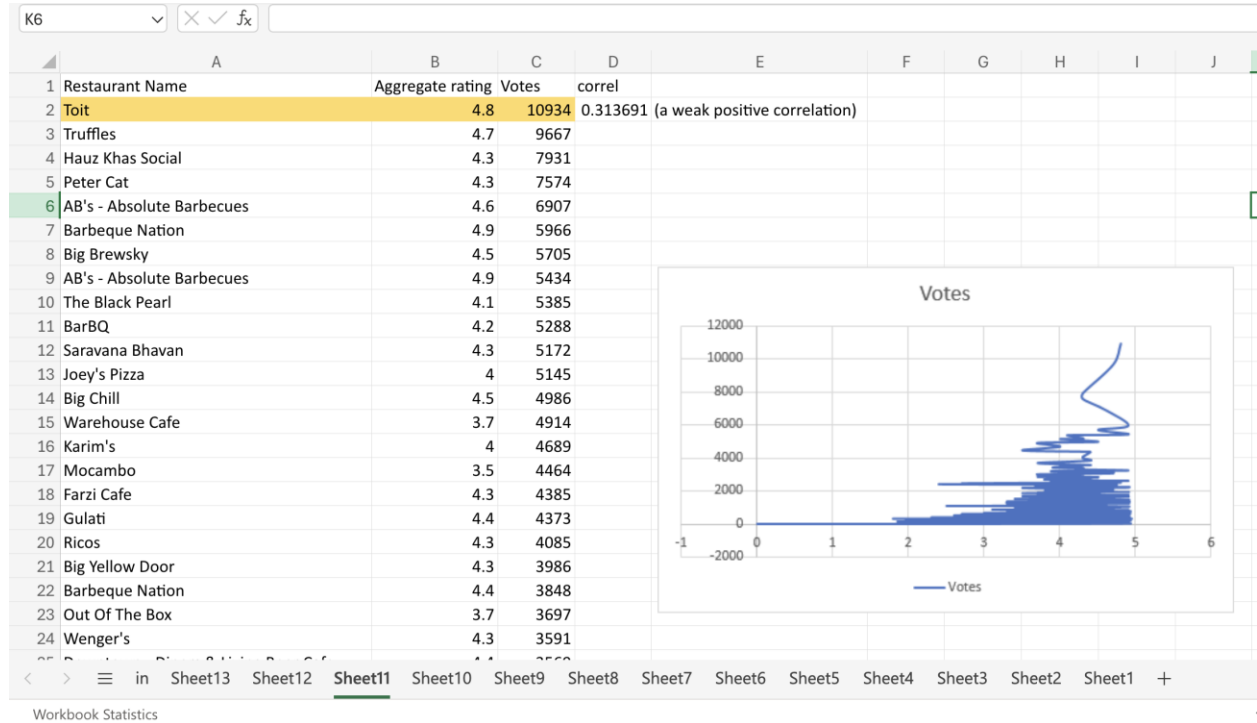 K6 fx
A B C D E F G H I J
1 Restaurant Name Aggregate rating Votes correl
2 Toit 4.8 10934 0.313691 (a weak positive correlation)
3 Truffles 4.7 9667
4 Hauz Khas Social 4.3 7931
5 Peter Cat 4.3 7574
6 AB's - Absolute Barbecues 4.6 6907
7 Barbeque Nation 4.9 5966
8 Big Brewsky 4.5 5705
9 AB's - Absolute Barbecues 4.9 5434
10 The Black Pearl 4.1 5385
11 BarBQ 4.2 5288
12 Saravana Bhavan 4.3 5172
13 Joey's Pizza 4 5145
14 Big Chill 4.5 4986
15 Warehouse Cafe 3.7 4914
16 Karim's 4 4689
17 Mocambo 3.5 4464
18 Farzi Cafe 4.3 4385
19 Gulati 4.4 4373
20 Ricos 4.3 4085
21 Big Yellow Door 4.3 3986
22 Barbeque Nation 4.4 3848
23 Out Of The Box 3.7 3697
24 Wenger's 4.3 3591
Votes
12000
10000
8000
6000
4000
2000
0
-1 0 1 2 3 4 5 6
-2000
Votes
in Sheet13 Sheet12 Sheet11 Sheet10 Sheet9 Sheet8 Sheet7 Sheet6 Sheet5 Sheet4 Sheet3 Sheet2 Sheet1 +
Workbook Statistics